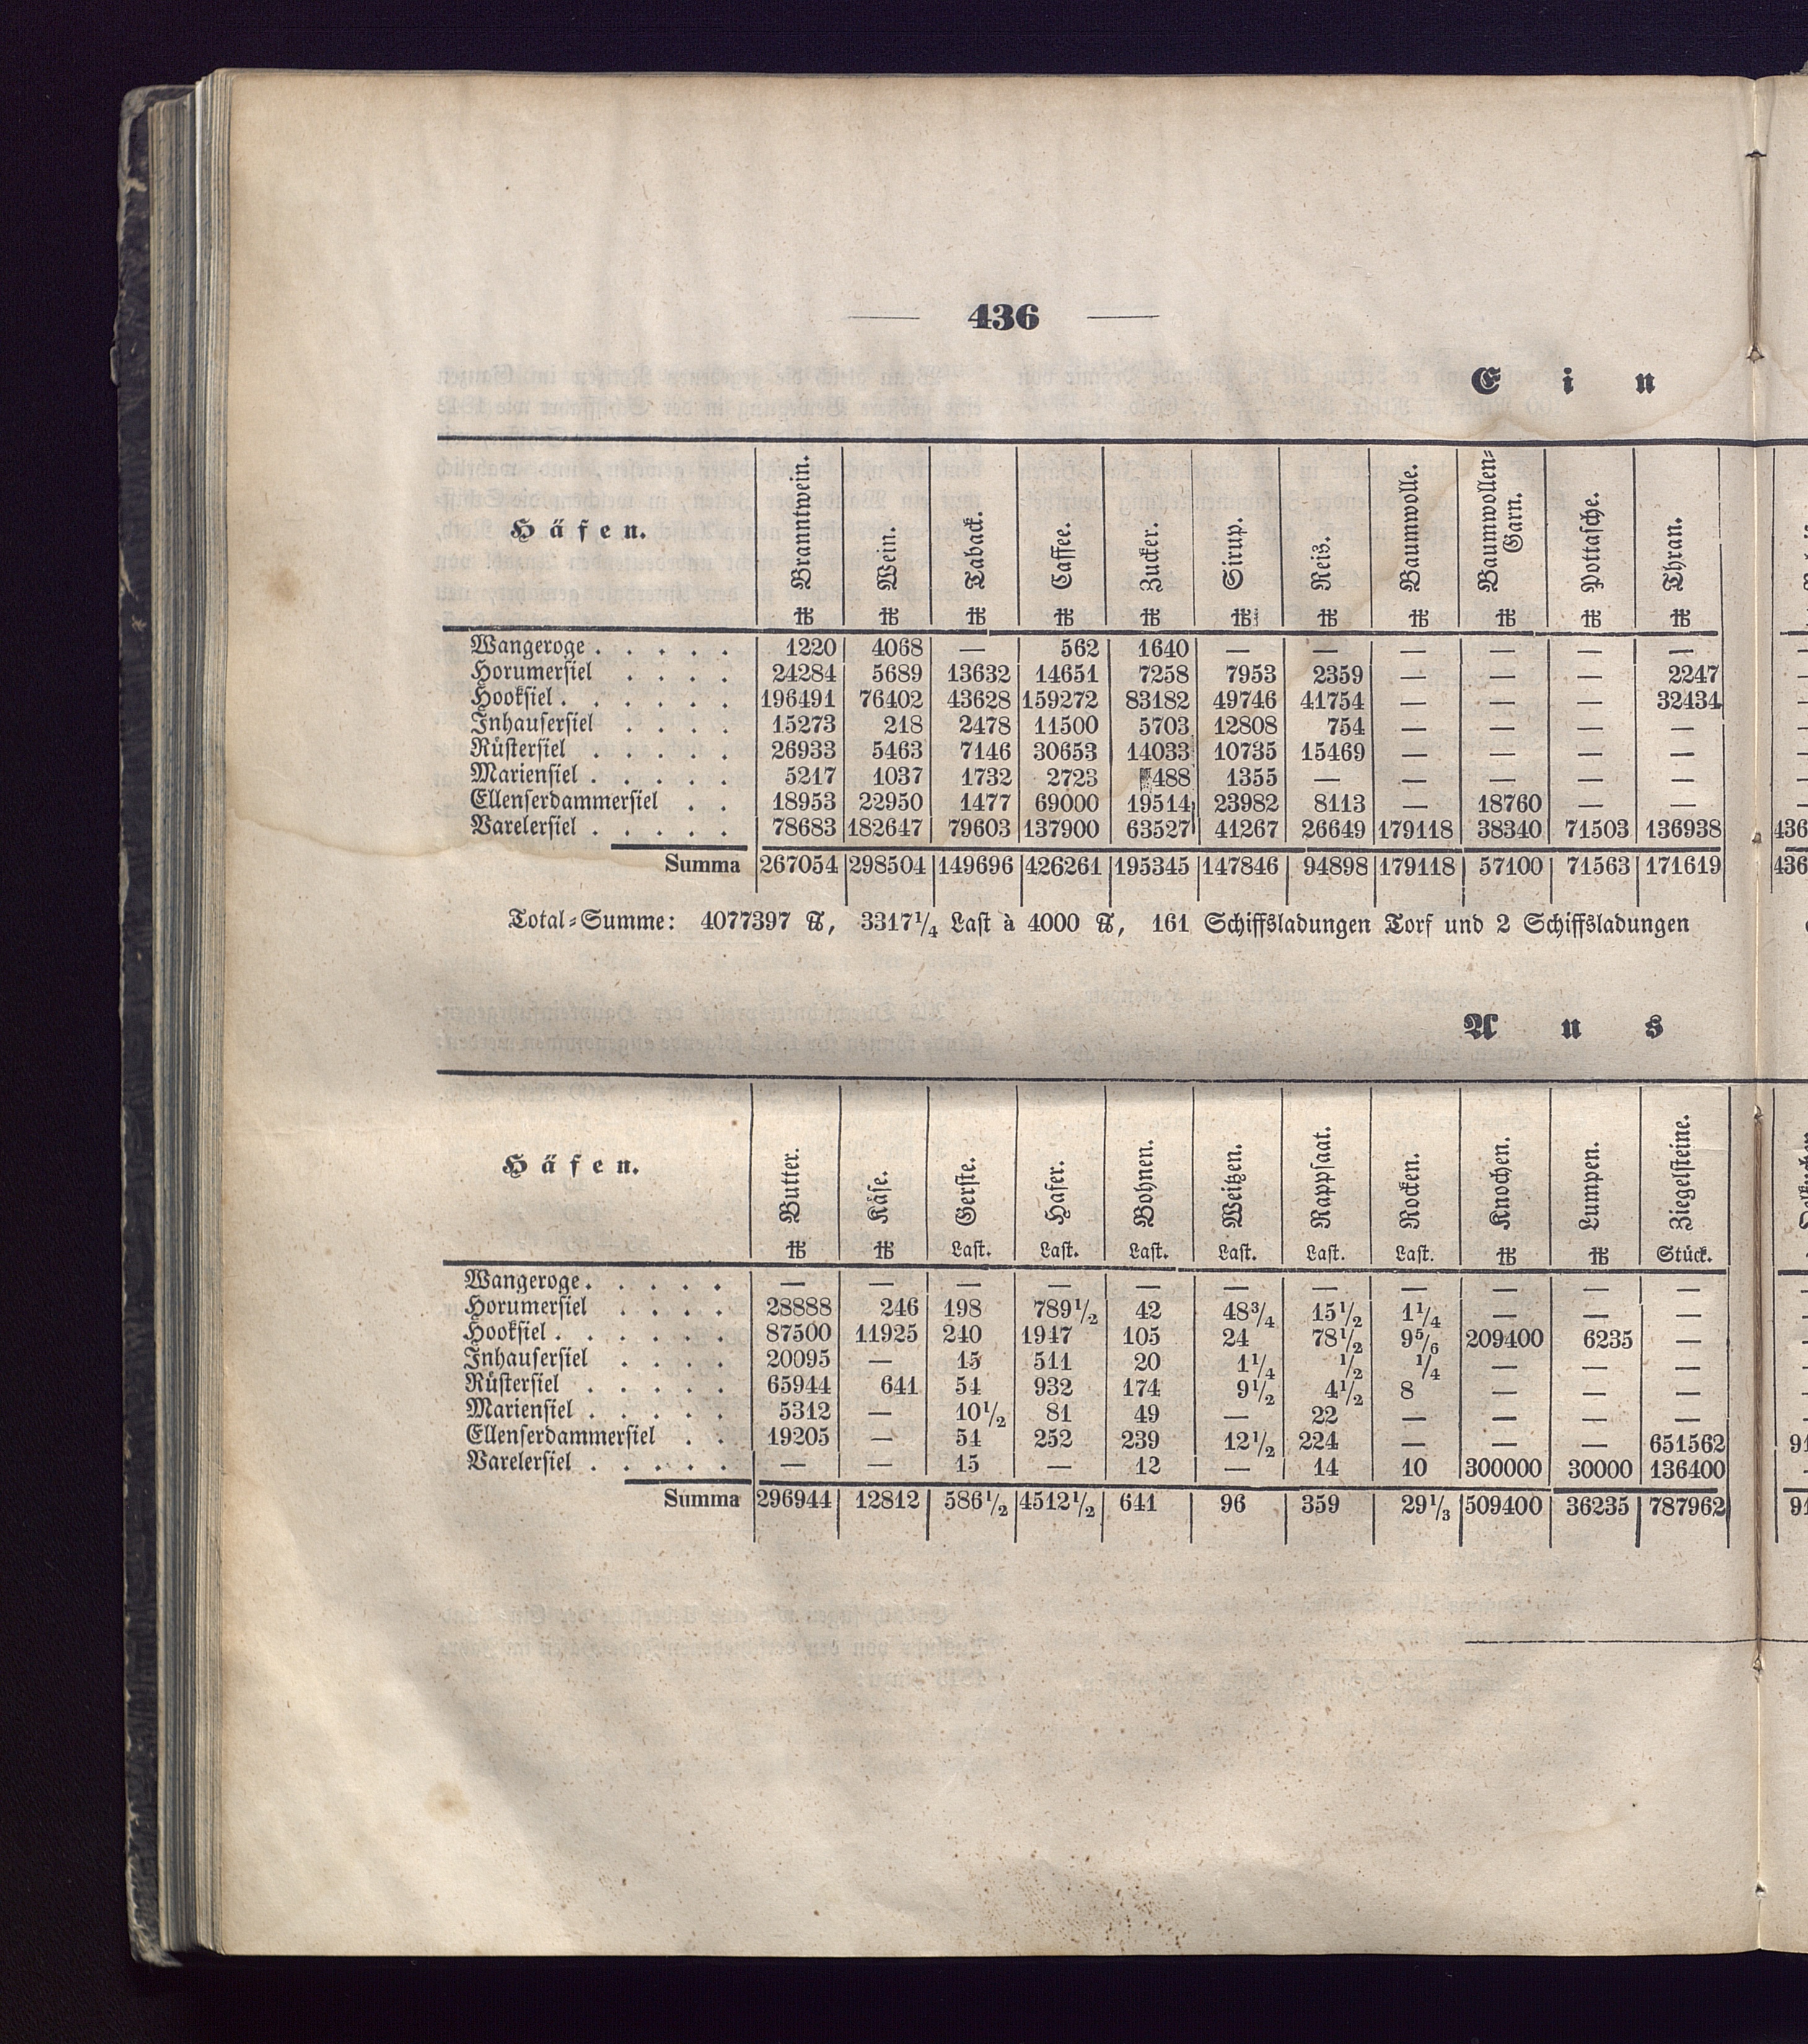 436
Ein
Häfen. Branntwein. ℔ Wein. ℔ Taback. ℔ Caffee. ℔ Zucker. ℔ Sirup. ℔ Reis. ℔ Baumwolle. ℔ Baumwollen-Garn. ℔ Pottasche. ℔ Thran. ℔
Wangeroge . . . . . 1220 4068 — 562 1640 — — — — — —
Horumersiel . . . . 24284 5689 13632 14651 7258 7953 2359 — — — 2247
Hooksiel . . . . . . 196491 76402 43628 159272 83182 49746 41754 — — — 32434
Inhausersiel . . . . 15273 218 2478 11500 5703 12808 754 — — — —
Rüstersiel . . . . . 26933 5463 7146 30653 14033 10735 15469 — — — —
Mariensiel . . . . . 5217 1037 1732 2723 488 1355 — — — — —
Ellenserdammersiel . . 18953 22950 1477 69000 19514 23982 8113 — 18760 — —
Varelersiel . . . . . 78683 182647 79603 137900 63527 41267 26649 179118 38340 71503 136938 436
Summa 267054 298504 149696 426261 195345 147846 94898 179118 57100 71563 171619 436
Total-Summe: 4077397 ℔, 3317¼ Last à 4000 ℔, 161 Schiffsladungen Torf und 2 Schiffsladungen
Aus
Häfen. Butter. ℔ Käse. ℔ Gerste. Last. Hafer. Last. Bohnen. Last. Weitzen. Last. Rappsaat. Last. Rocken. Last. Knochen. ℔ Lumpen. ℔ Ziegelsteine. Stück.
Wangeroge . . . . . — — — — — — — — — — —
Horumersiel . . . . 28888 246 198 789½ 42 48¾ 15½ 1¼ — — —
Hooksiel . . . . . . 87500 11925 240 1947 105 24 78½ 9⅚ 209400 6235 —
Inhausersiel . . . . 20095 — 15 511 20 1¼ ½ ¼ — — —
Rüstersiel . . . . . 65944 641 54 932 174 9½ 4½ 8 — — —
Mariensiel . . . . . 5312 — 10½ 81 49 — 22 — — — —
Ellenserdammersiel . . 19205 — 54 252 239 12½ 224 — — — 651562 91
Varelersiel . . . . . — — 15 — 12 — 14 10 300000 30000 136400 -
Summa 296944 12812 586½ 4512½ 641 96 359 29⅓ 509400 36235 787962 91